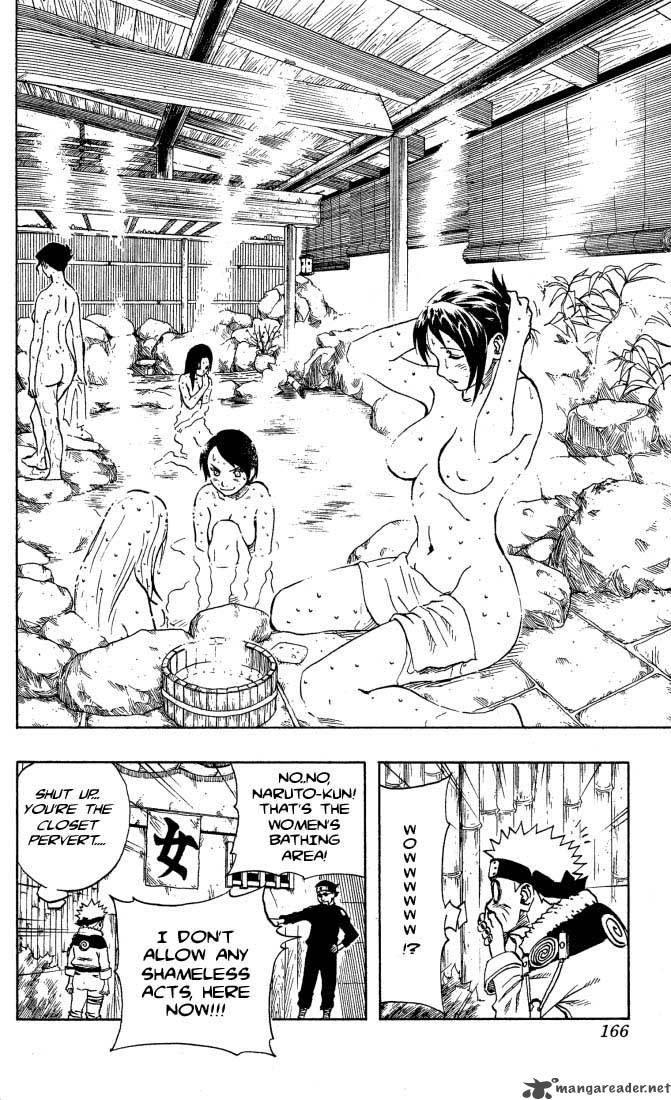 WOWWWWWWW
!?
NO..NO,
NARUTO-KUN!
THAT'S THE
WOMEN'S
BATHING
AREA!
I DON'T
ALLOW ANY
SHAMELESS
ACTS, HERE
NOW!!!
女
SHUT UP...
YOU'RE THE
CLOSET
PERVERT....
166
mangareader.net